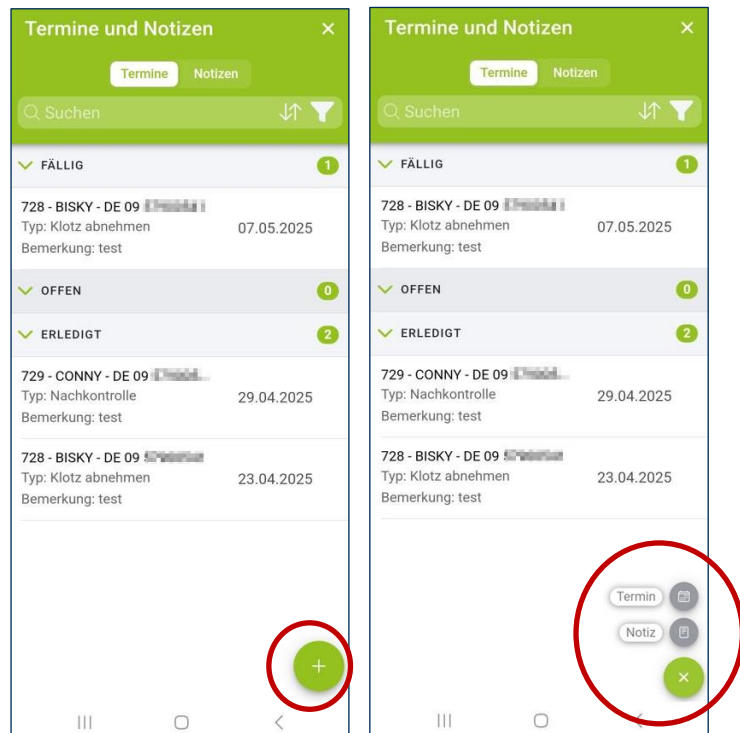 Termine und Notizen ×
Termine Notizen
Suchen
FÄLLIG 1
728 - BISKY - DE 09
Typ: Klotz abnehmen 07.05.2025
Bemerkung: test
OFFEN 0
ERLEDIGT 2
729 - CONNY - DE 09
Typ: Nachkontrolle 29.04.2025
Bemerkung: test
728 - BISKY - DE 09
Typ: Klotz abnehmen 23.04.2025
Bemerkung: test
+
Termine und Notizen ×
Termine Notizen
Suchen
FÄLLIG 1
728 - BISKY - DE 09
Typ: Klotz abnehmen 07.05.2025
Bemerkung: test
OFFEN 0
ERLEDIGT 2
729 - CONNY - DE 09
Typ: Nachkontrolle 29.04.2025
Bemerkung: test
728 - BISKY - DE 09
Typ: Klotz abnehmen 23.04.2025
Bemerkung: test
Termin
Notiz
×